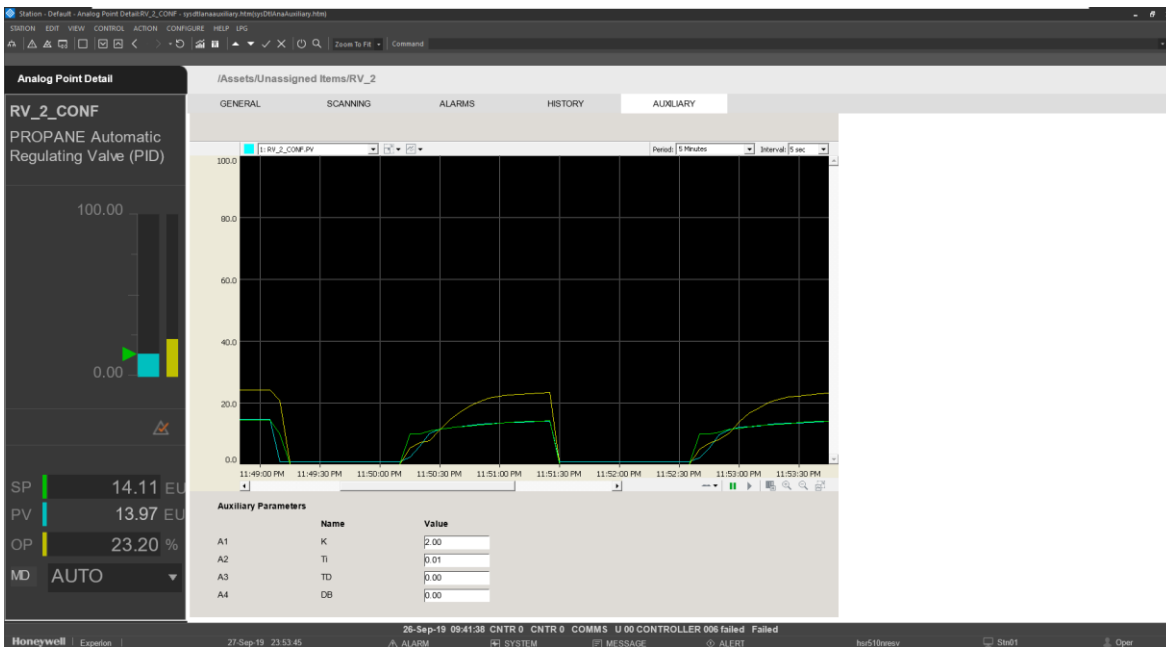 Station - Default - Analog Point Detail:RV_2_CONF - sysdtlanaauxiliary.htm(sysDtlAnaAuxiliary.htm)
STATION EDIT VIEW CONTROL ACTION CONFIGURE HELP LPG
Zoom To Fit Command
Analog Point Detail
/Assets/Unassigned Items/RV_2
GENERAL SCANNING ALARMS HISTORY AUXILIARY
RV_2_CONF
PROPANE Automatic
Regulating Valve (PID)
1: RV_2_CONF.PV Period: 5 Minutes Interval: 5 sec
100.0
80.0
60.0
40.0
20.0
0.0
11:49:00 PM 11:49:30 PM 11:50:00 PM 11:50:30 PM 11:51:00 PM 11:51:30 PM 11:52:00 PM 11:52:30 PM 11:53:00 PM 11:53:30 PM
100.00
0.00
SP 14.11 EU
PV 13.97 EU
OP 23.20 %
MD AUTO
Auxiliary Parameters
Name Value
A1 K 2.00
A2 Ti 0.01
A3 TD 0.00
A4 DB 0.00
26-Sep-19 09:41:38 CNTR 0 CNTR 0 COMMS U 00 CONTROLLER 006 failed Failed
Honeywell Experion 27-Sep-19 23:53:45 ALARM SYSTEM MESSAGE ALERT hsr510nresv Stn01 Oper